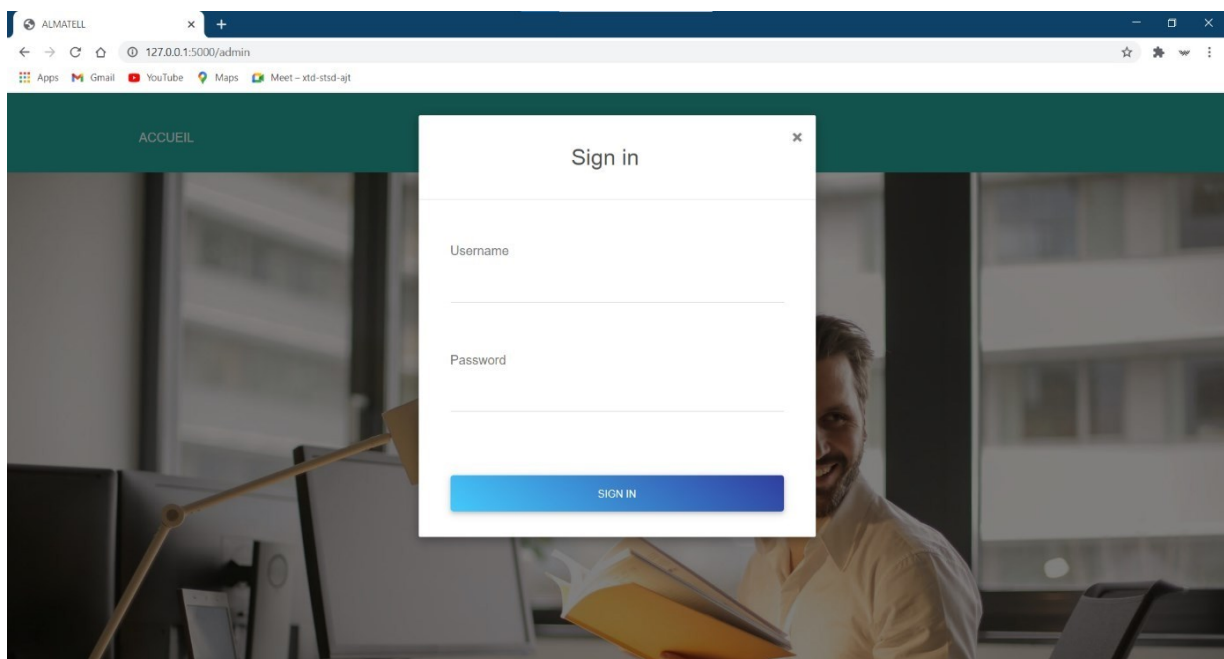 ALMATELL
127.0.0.1:5000/admin
Apps Gmail YouTube Maps Meet – xtd-stsd-ajt
ACCUEIL
Sign in
Username
Password
SIGN IN